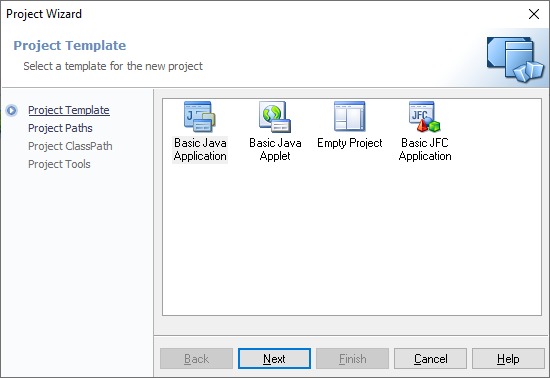 Project Wizard
Project Template
Select a template for the new project
Project Template
Project Paths
Project ClassPath
Project Tools
J
Basic Java
Application
Basic Java
Applet
Empty Project
JFC
Basic JFC
Application
Back
Next
Finish
Cancel
Help